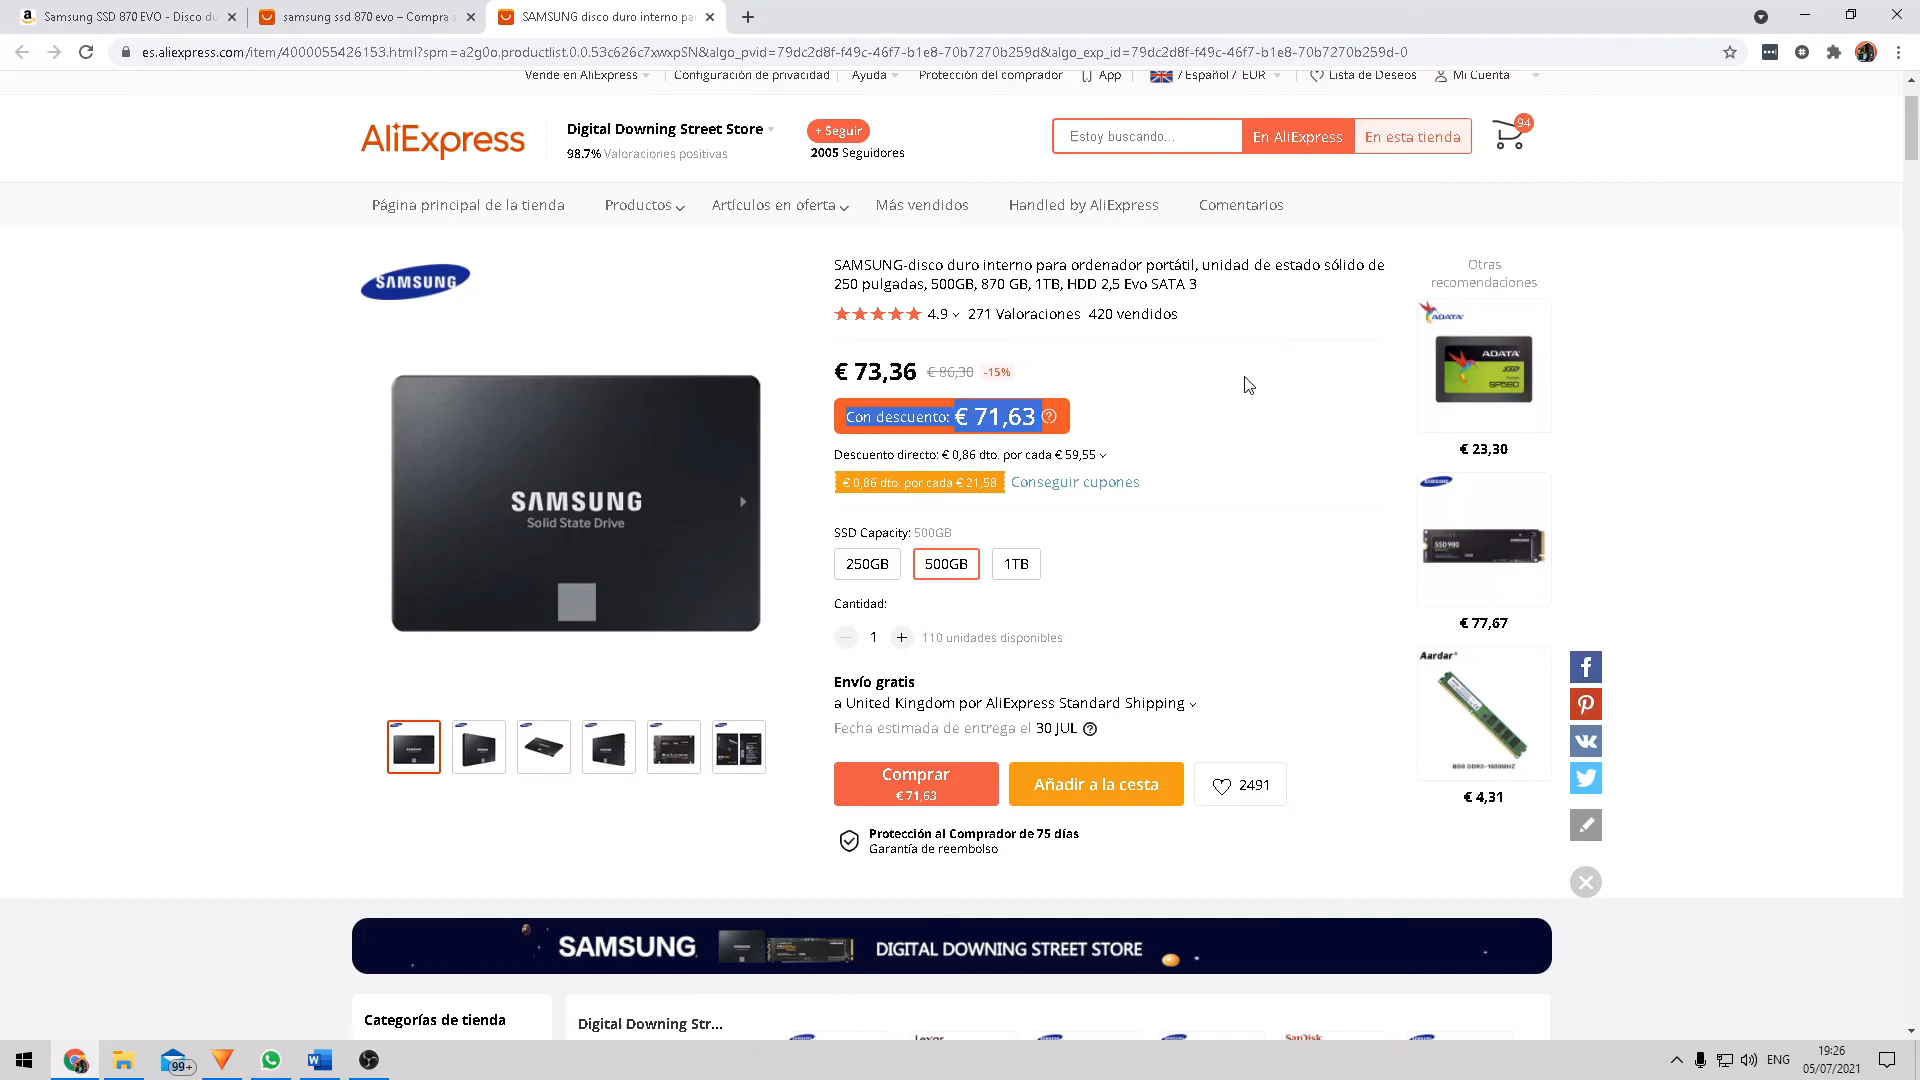 Samsung SSD 870 EVO - Disco du
samsung ssd 870 evo – Compra s
SAMSUNG disco duro interno pa
es.aliexpress.com/item/4000055426153.html?spm=a2g0o.productlist.0.0.53c626c7xwxpSN&algo_pvid=79dc2d8f-f49c-46f7-b1e8-70b7270b259d&algo_exp_id=79dc2d8f-f49c-46f7-b1e8-70b7270b259d-0
Vende en AliExpress
Configuración de privacidad
Ayuda
Protección del comprador
App
/ Español / EUR
Lista de Deseos
Mi Cuenta
AliExpress
Digital Downing Street Store
98.7% Valoraciones positivas
+ Seguir
2005 Seguidores
Estoy buscando...
En AliExpress
En esta tienda
94
Página principal de la tienda
Productos
Artículos en oferta
Más vendidos
Handled by AliExpress
Comentarios
SAMSUNG
SAMSUNG-disco duro interno para ordenador portátil, unidad de estado sólido de
250 pulgadas, 500GB, 870 GB, 1TB, HDD 2,5 Evo SATA 3
4.9 271 Valoraciones 420 vendidos
€ 73,36 € 86,30 -15%
Con descuento: € 71,63
Descuento directo: € 0,86 dto. por cada € 59,55
€ 0,86 dto. por cada € 21,58 Conseguir cupones
SSD Capacity: 500GB
250GB
500GB
1TB
Cantidad:
1
110 unidades disponibles
Envío gratis
a United Kingdom por AliExpress Standard Shipping
Fecha estimada de entrega el 30 JUL
Comprar
€ 71,63
Añadir a la cesta
2491
Protección al Comprador de 75 días
Garantía de reembolso
SAMSUNG
Solid State Drive
Otras
recomendaciones
ADATA
ADATA
SSD
€ 23,30
SSD 980
SAMSUNG
€ 77,67
Aardar
8GB DDR3-1600MHZ
€ 4,31
SAMSUNG
DIGITAL DOWNING STREET STORE
Categorías de tienda
Digital Downing Str...
Lexar
SanDisk
99+
ENG
19:26
05/07/2021